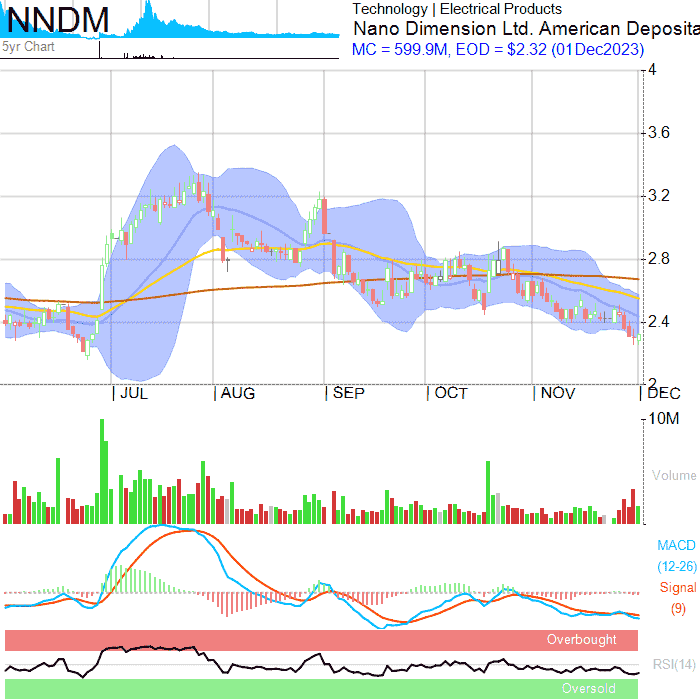 NNDM
5yr Chart
Technology | Electrical Products
Nano Dimension Ltd. American Deposita
MC = 599.9M, EOD = $2.32 (01Dec2023)
4
3.6
3.2
2.8
2.4
2
JUL AUG SEP OCT NOV DEC
10M
Volume
MACD
(12-26)
Signal
(9)
Overbought
RSI(14)
Oversold